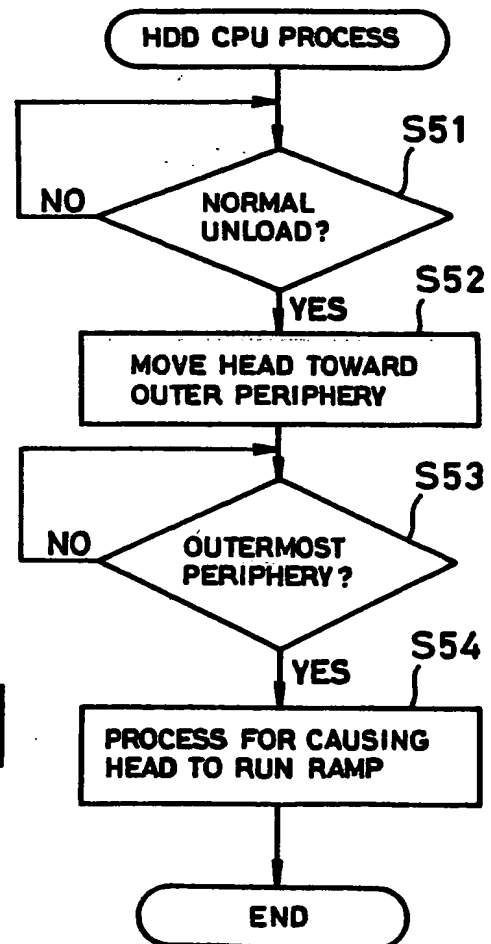 HDD CPU PROCESS
S51
NO
NORMAL
UNLOAD?
YES
S52
MOVE HEAD TOWARD
OUTER PERIPHERY
S53
NO
OUTERMOST
PERIPHERY?
YES
S54
PROCESS FOR CAUSING
HEAD TO RUN RAMP
END